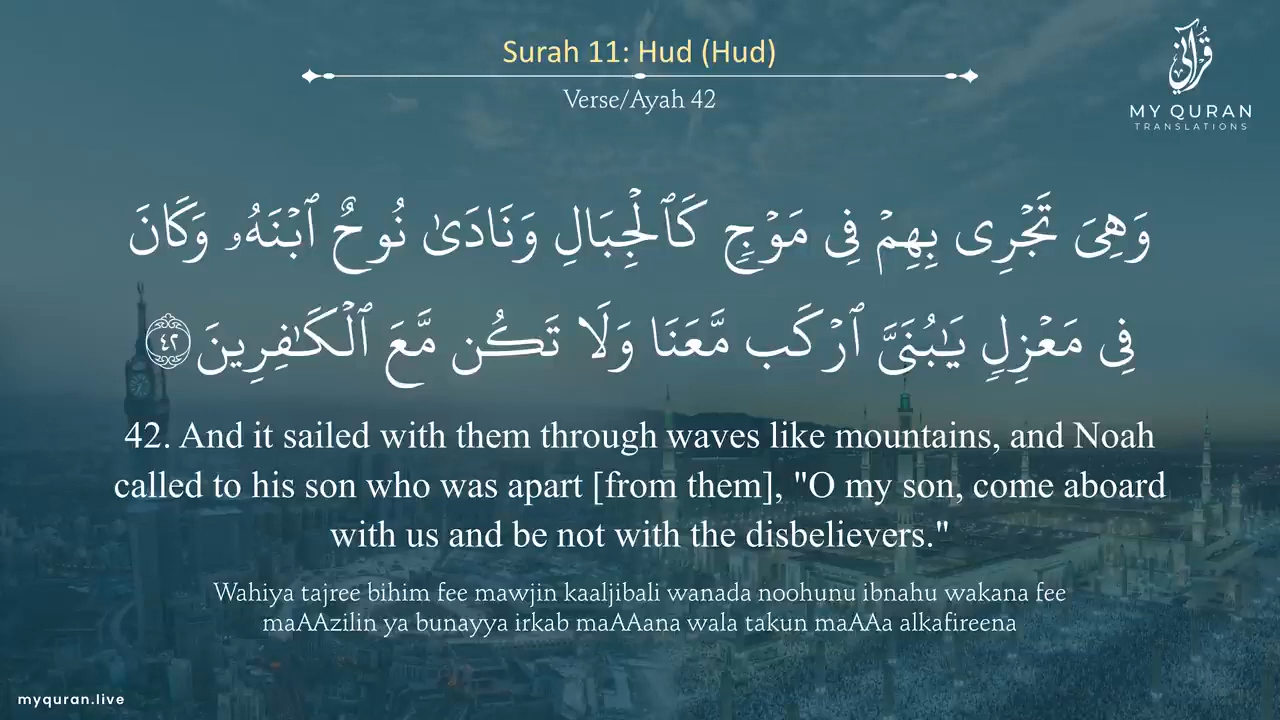 Surah 11: Hud (Hud)
Verse/Ayah 42
قُرْآنِي
MY QURAN
TRANSLATIONS
وَهِىَ تَجْرِى بِهِمْ فِى مَوْجٍ كَٱلْجِبَالِ وَنَادَىٰ نُوحٌ ٱبْنَهُۥ وَكَانَ
فِى مَعْزِلٍ يَـٰبُنَىَّ ٱرْكَب مَّعَنَا وَلَا تَكُن مَّعَ ٱلْكَـٰفِرِينَ ٤٢
42. And it sailed with them through waves like mountains, and Noah
called to his son who was apart [from them], "O my son, come aboard
with us and be not with the disbelievers."
Wahiya tajree bihim fee mawjin kaaljibali wanada noohunu ibnahu wakana fee
maAAzilin ya bunayya irkab maAAana wala takun maAAa alkafireena
myquran.live